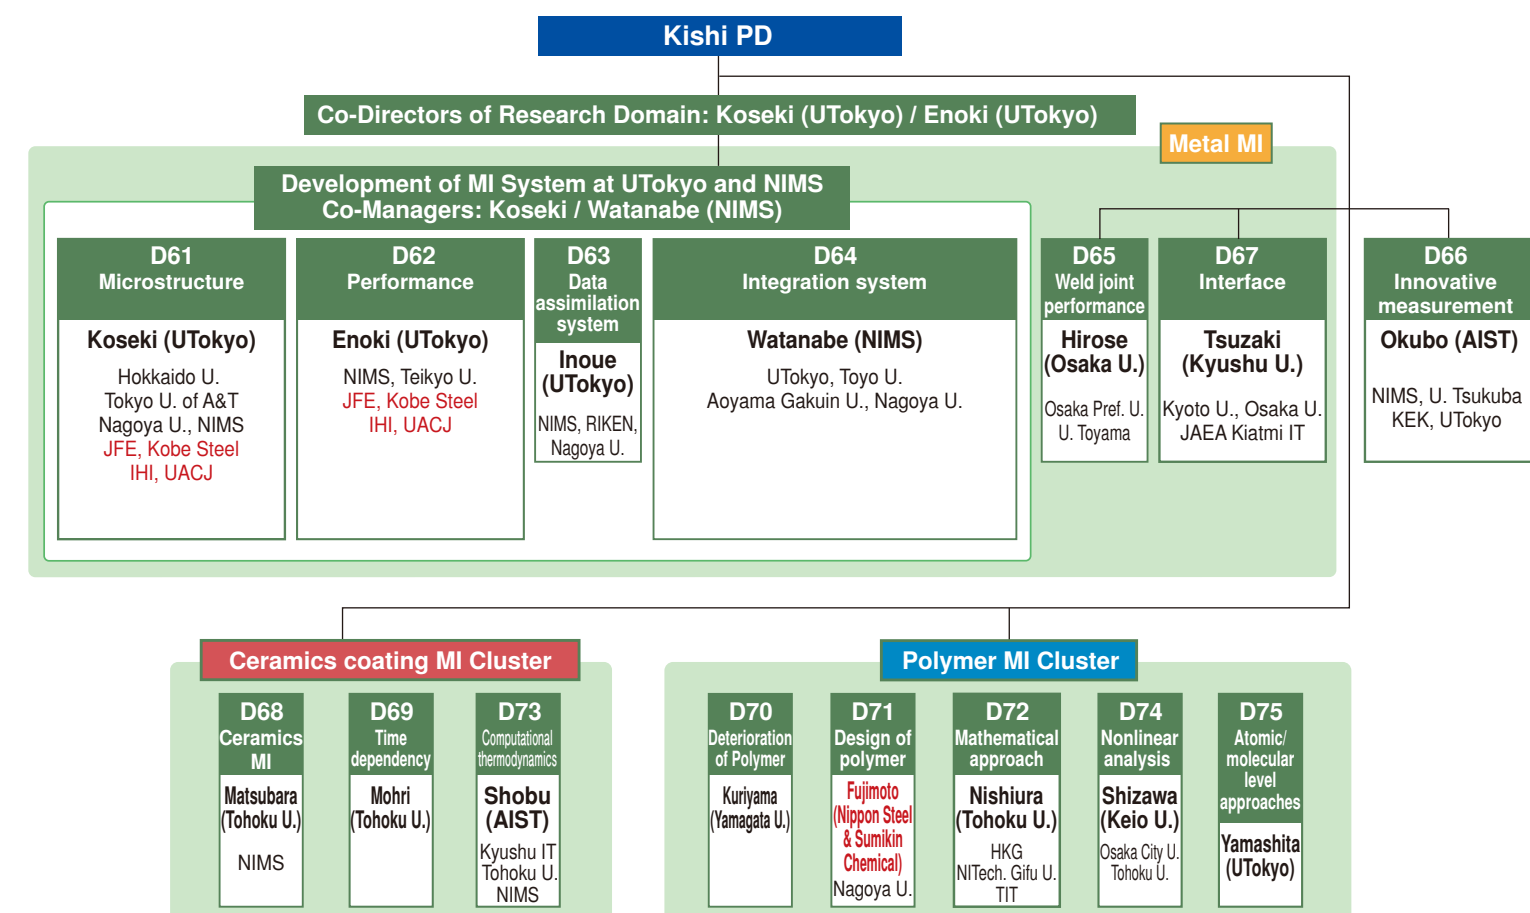 Kishi PD
Co-Directors of Research Domain: Koseki (UTokyo) / Enoki (UTokyo)
Metal MI
Development of MI System at UTokyo and NIMS
Co-Managers: Koseki / Watanabe (NIMS)
D61
Microstructure
Koseki (UTokyo)
Hokkaido U.
Tokyo U. of A&T
Nagoya U., NIMS
JFE, Kobe Steel
IHI, UACJ
D62
Performance
Enoki (UTokyo)
NIMS, Teikyo U.
JFE, Kobe Steel
IHI, UACJ
D63
Data
assimilation
system
Inoue
(UTokyo)
NIMS, RIKEN,
Nagoya U.
D64
Integration system
Watanabe (NIMS)
UTokyo, Toyo U.
Aoyama Gakuin U., Nagoya U.
D65
Weld joint
performance
Hirose
(Osaka U.)
Osaka Pref. U.
U. Toyama
D67
Interface
Tsuzaki
(Kyushu U.)
Kyoto U., Osaka U.
JAEA Kiatmi IT
D66
Innovative
measurement
Okubo (AIST)
NIMS, U. Tsukuba
KEK, UTokyo
Ceramics coating MI Cluster
D68
Ceramics
MI
Matsubara
(Tohoku U.)
NIMS
D69
Time
dependency
Mohri
(Tohoku U.)
D73
Computational
thermodynamics
Shobu
(AIST)
Kyushu IT
Tohoku U.
NIMS
Polymer MI Cluster
D70
Deterioration
of Polymer
Kuriyama
(Yamagata U.)
D71
Design of
polymer
Fujimoto
(Nippon Steel
& Sumikin
Chemical)
Nagoya U.
D72
Mathematical
approach
Nishiura
(Tohoku U.)
HKG
NITech. Gifu U.
TIT
D74
Nonlinear
analysis
Shizawa
(Keio U.)
Osaka City U.
Tohoku U.
D75
Atomic/
molecular
level
approaches
Yamashita
(UTokyo)